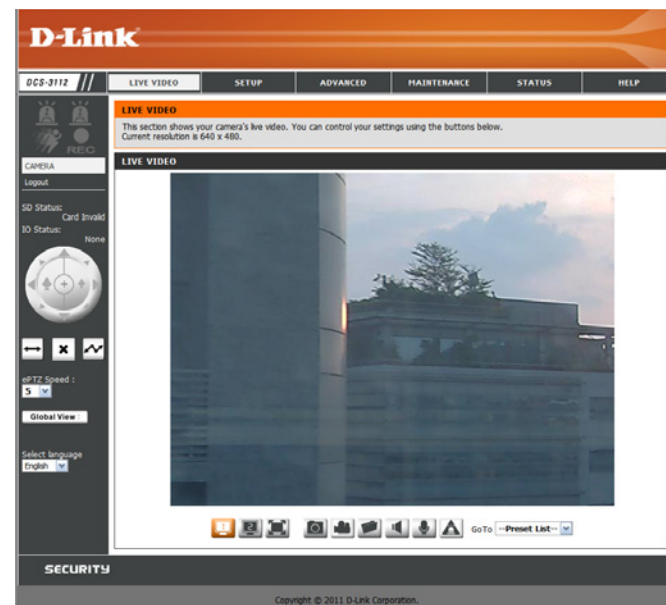 D-Link
DCS-3112 // LIVE VIDEO SETUP ADVANCED MAINTENANCE STATUS HELP
REC
CAMERA
Logout
SD Status:
Card Invalid
IO Status:
None
ePTZ Speed :
5
Global View :
Select language
English
LIVE VIDEO
This section shows your camera's live video. You can control your settings using the buttons below.
Current resolution is 640 x 480.
LIVE VIDEO
1 2 GoTo --Preset List--
SECURITY
Copyright © 2011 D-Link Corporation.